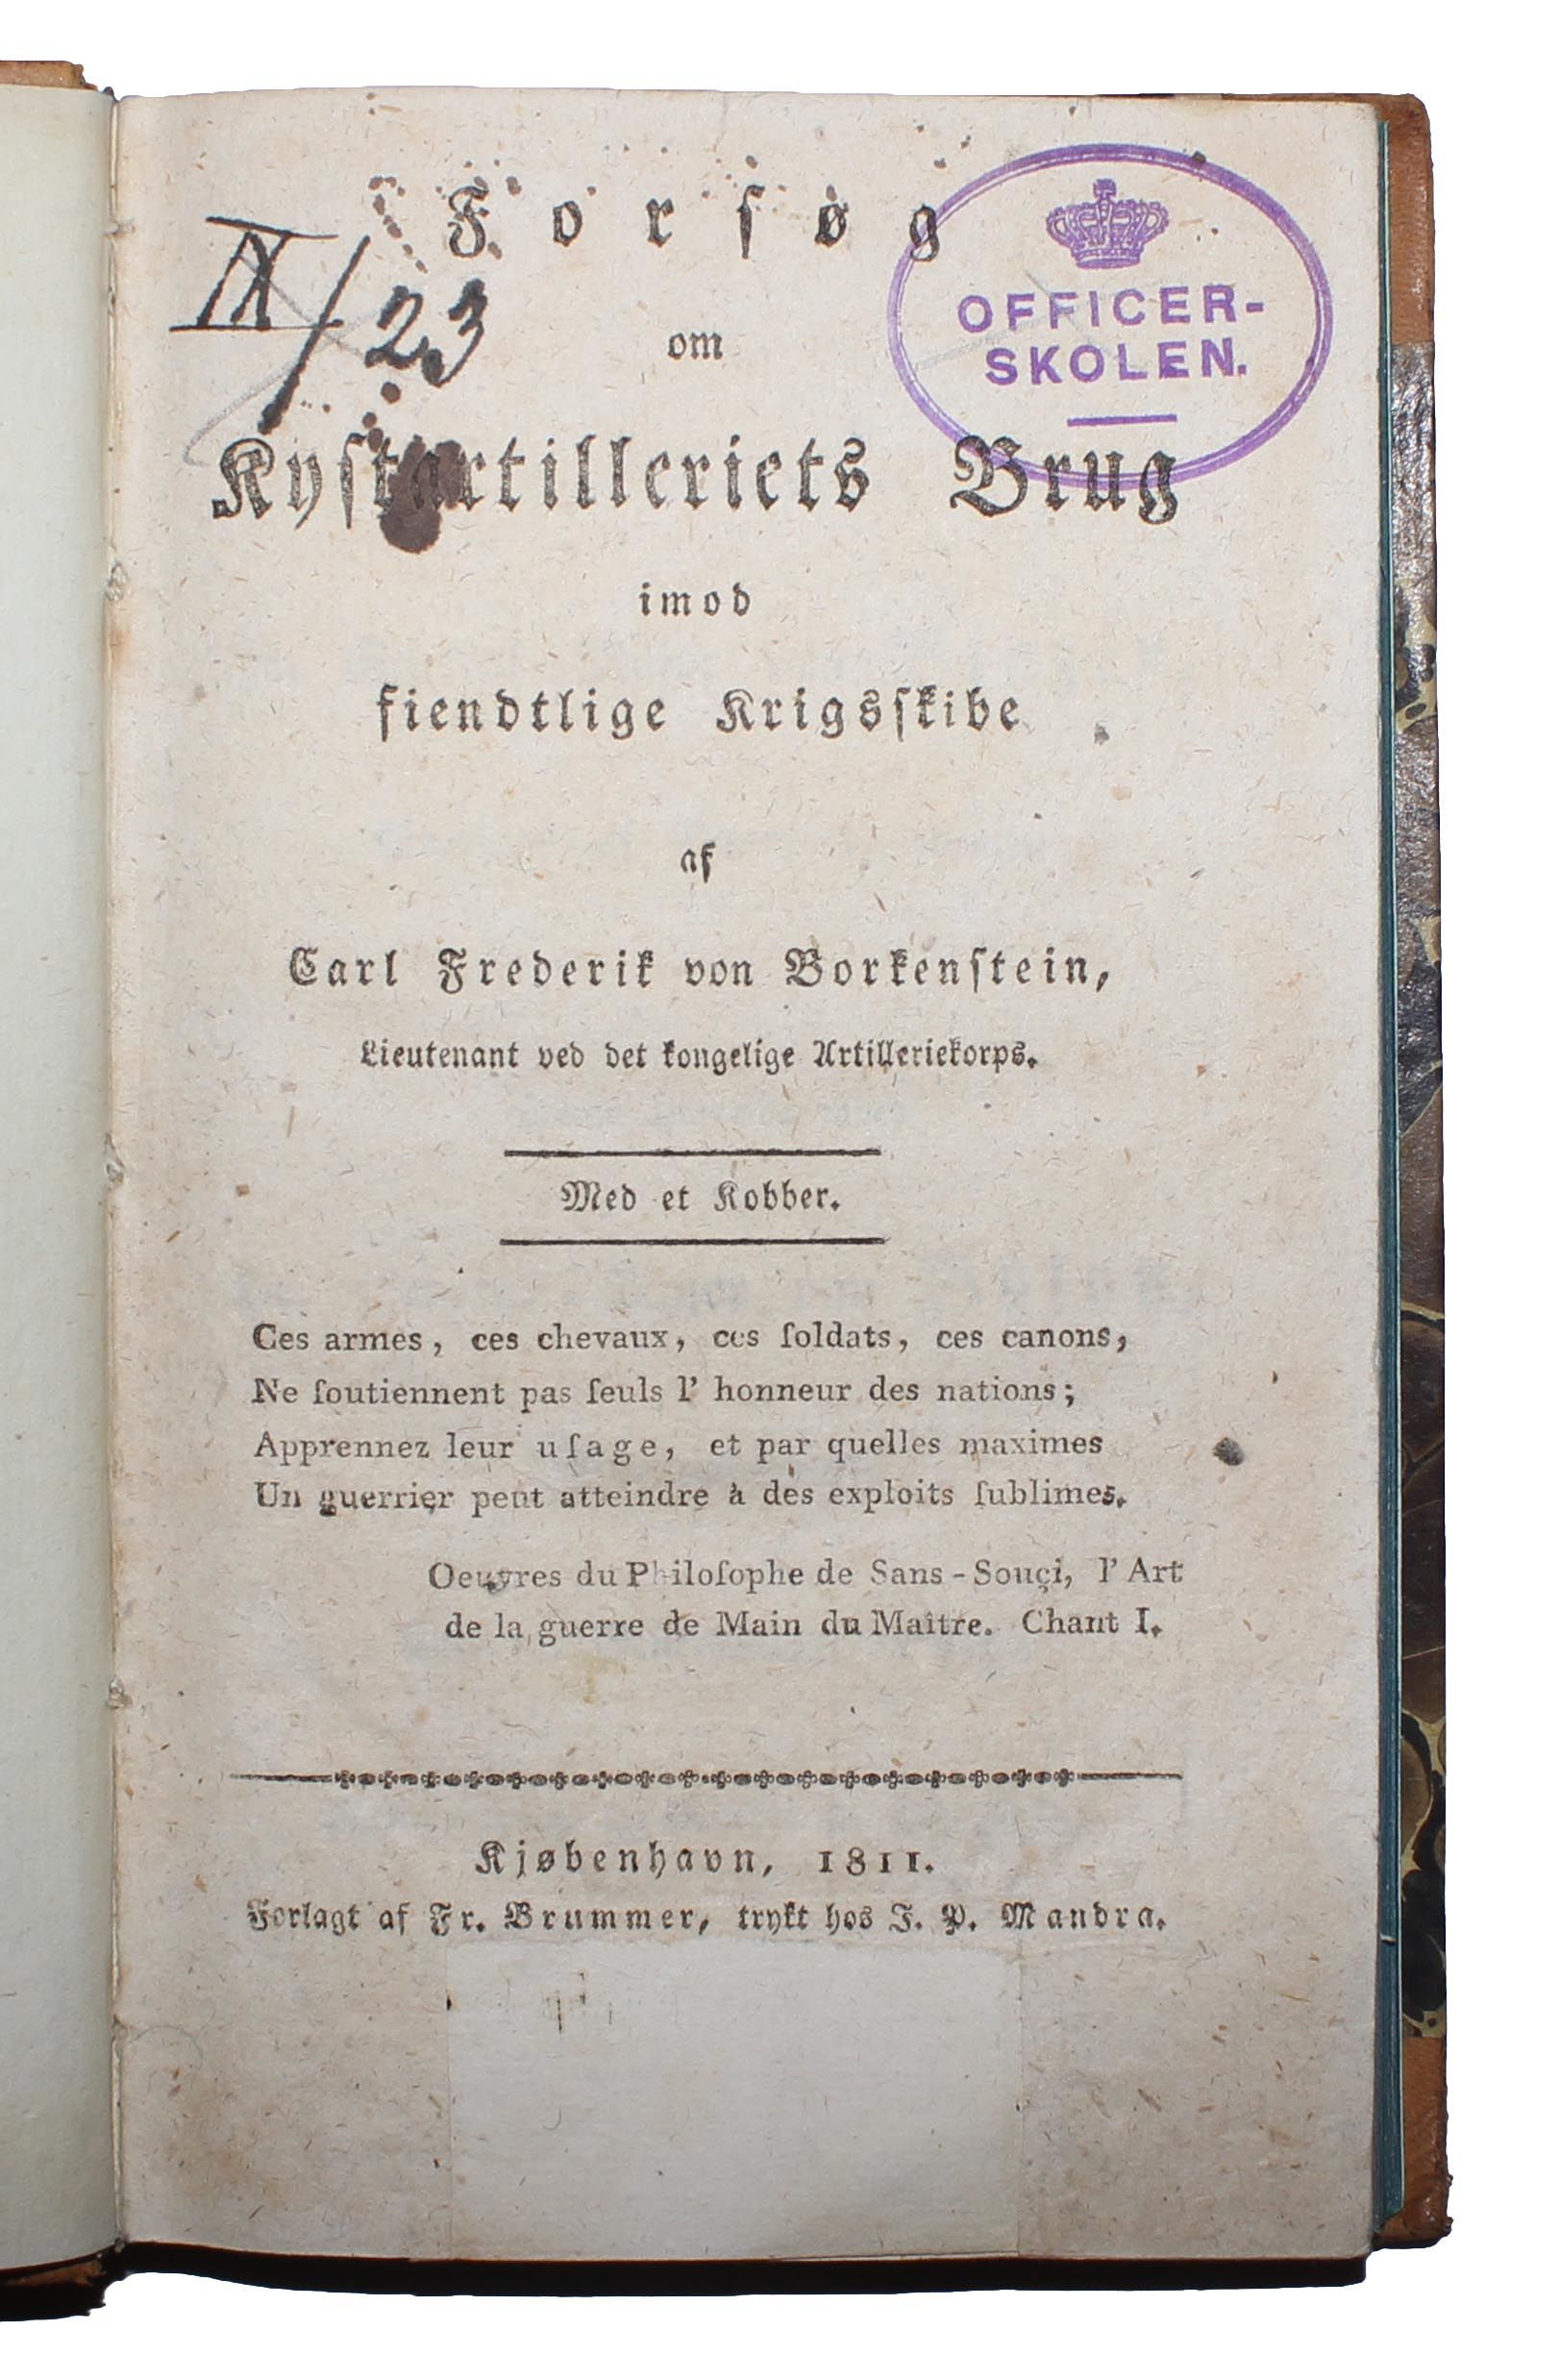 Forſøg
IX/23
OFFICER-
SKOLEN.
om
Kyſtartilleriets Brug
imod
fiendtlige Krigsſkibe
af
Carl Frederik von Borkenſtein,
Lieutenant ved det kongelige Artilleriekorps.
Med et Kobber.
Ces armes, ces chevaux, ces ſoldats, ces canons,
Ne ſoutiennent pas ſeuls l' honneur des nations;
Apprennez leur uſage, et par quelles maximes
Un guerrier peut atteindre à des exploits ſublimes.
Oeuvres du Philoſophe de Sans-Souçi, l' Art
de la guerre de Main du Maître. Chant I.
Kjøbenhavn, 1811.
Forlagt af Fr. Brummer, trykt hos J. P. Mandra.